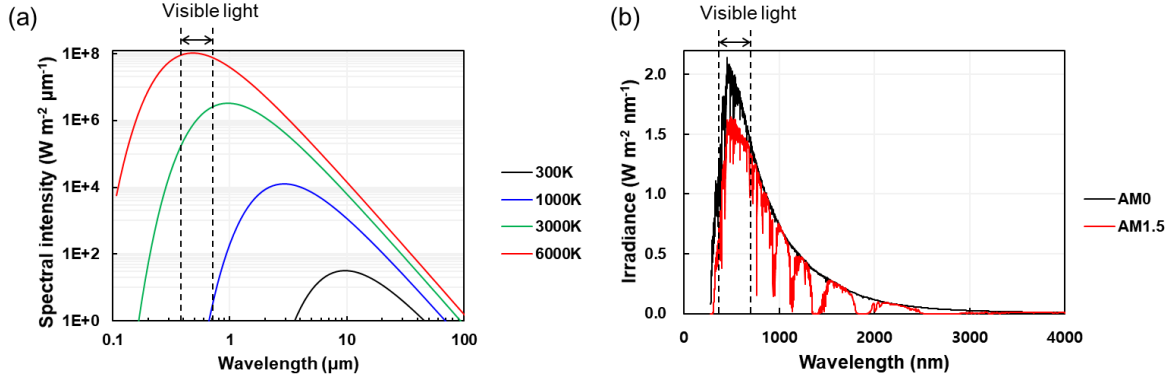 (a)
Visible light
Spectral intensity (W m-2 μm-1)
1E+8
1E+6
1E+4
1E+2
1E+0
0.1
1
10
100
Wavelength (μm)
300K
1000K
3000K
6000K
(b)
Visible light
Irradiance (W m-2 nm-1)
2.0
1.5
1.0
0.5
0.0
0
1000
2000
3000
4000
Wavelength (nm)
AM0
AM1.5